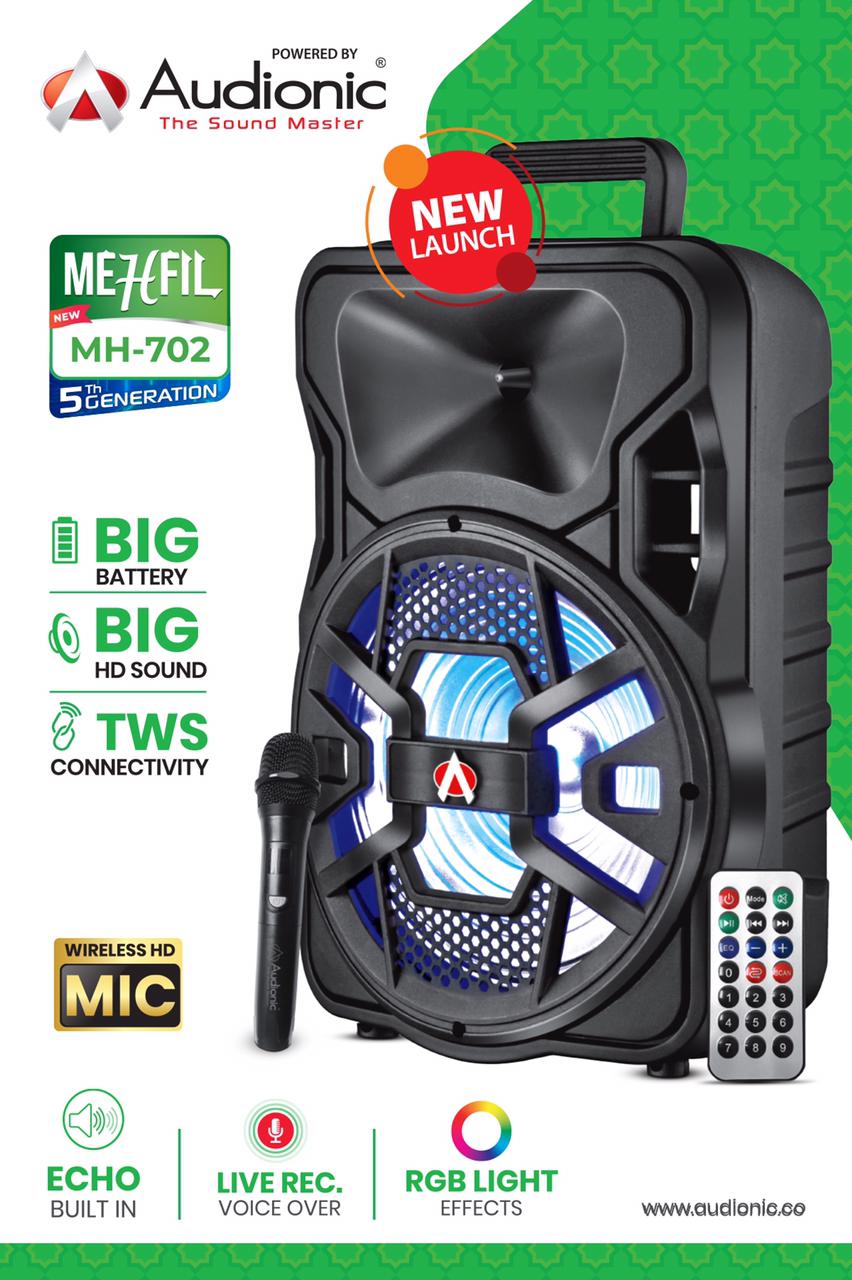 POWERED BY
Audionic®
The Sound Master
NEW
LAUNCH
MEHFIL
NEW
MH-702
5Th GENERATION
BIG
BATTERY
BIG
HD SOUND
TWS
CONNECTIVITY
WIRELESS HD
MIC
Audionic
Mode
EQ
0
SCAN
1 2 3
4 5 6
7 8 9
ECHO
BUILT IN
LIVE REC.
VOICE OVER
RGB LIGHT
EFFECTS
www.audionic.co